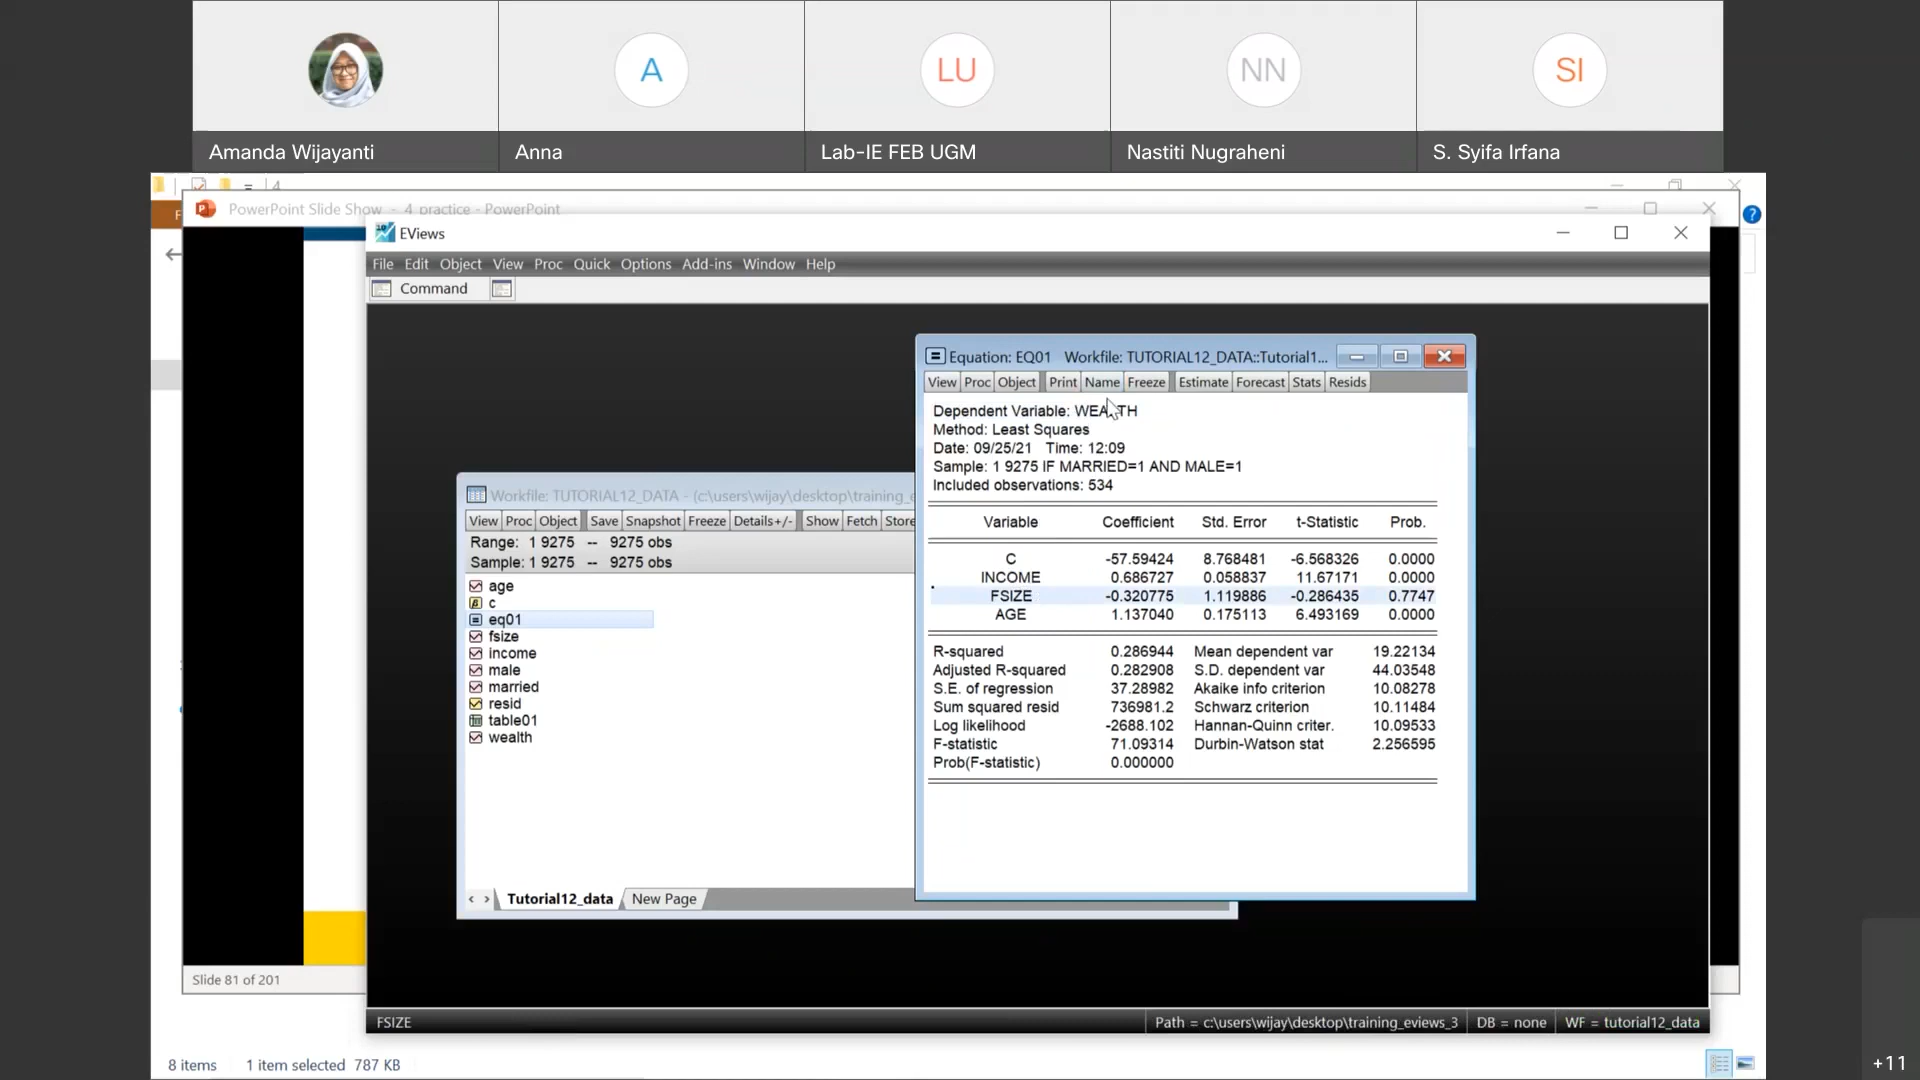 A
LU
NN
SI
Amanda Wijayanti
Anna
Lab-IE FEB UGM
Nastiti Nugraheni
S. Syifa Irfana
4
F
PowerPoint Slide Show - 4 practice - PowerPoint
EViews
File Edit Object View Proc Quick Options Add-ins Window Help
Command
Equation: EQ01 Workfile: TUTORIAL12_DATA::Tutorial1...
View Proc Object Print Name Freeze Estimate Forecast Stats Resids
Dependent Variable: WEALTH
Method: Least Squares
Date: 09/25/21 Time: 12:09
Sample: 1 9275 IF MARRIED=1 AND MALE=1
Included observations: 534
Variable Coefficient Std. Error t-Statistic Prob.
C -57.59424 8.768481 -6.568326 0.0000
INCOME 0.686727 0.058837 11.67171 0.0000
FSIZE -0.320775 1.119886 -0.286435 0.7747
AGE 1.137040 0.175113 6.493169 0.0000
R-squared 0.286944 Mean dependent var 19.22134
Adjusted R-squared 0.282908 S.D. dependent var 44.03548
S.E. of regression 37.28982 Akaike info criterion 10.08278
Sum squared resid 736981.2 Schwarz criterion 10.11484
Log likelihood -2688.102 Hannan-Quinn criter. 10.09533
F-statistic 71.09314 Durbin-Watson stat 2.256595
Prob(F-statistic) 0.000000
Workfile: TUTORIAL12_DATA - (c:\users\wijay\desktop\training_e
View Proc Object Save Snapshot Freeze Details+/- Show Fetch Store
Range: 1 9275 -- 9275 obs
Sample: 1 9275 -- 9275 obs
age
c
eq01
fsize
income
male
married
resid
table01
wealth
Tutorial12_data New Page
Slide 81 of 201
FSIZE Path = c:\users\wijay\desktop\training_eviews_3 DB = none WF = tutorial12_data
8 items 1 item selected 787 KB
+11